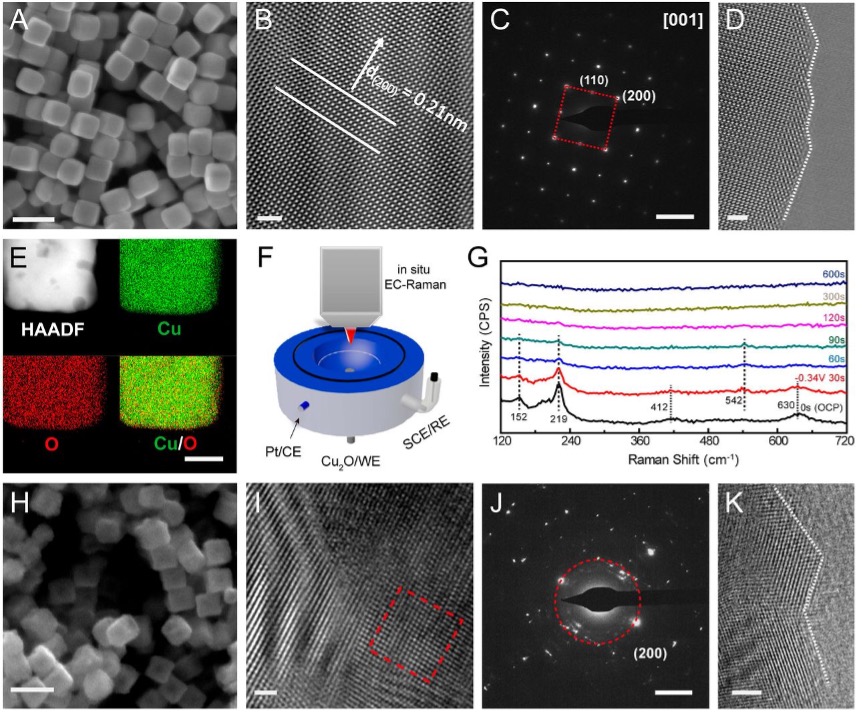 A
B
d(200) = 0.21nm
C
[001]
(110)
(200)
D
E
HAADF
Cu
O
Cu/O
F
in situ
EC-Raman
Pt/CE
Cu₂O/WE
SCE/RE
G
Intensity (CPS)
600s
300s
120s
90s
60s
-0.34V 30s
0s (OCP)
152
219
412
542
630
120 240 360 480 600 720
Raman Shift (cm⁻¹)
H
I
J
(200)
K